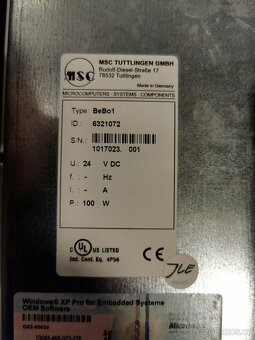 MSC
MSC TUTTLINGEN GMBH
Rudolf-Diesel-Straße 17
78532 Tuttlingen
Made in Germany
MICROCOMPUTERS · SYSTEMS · COMPONENTS
Type: BeBo1
ID.: 6321072
S/N.:
1017023. 001
U.: 24 V DC
f.: - Hz
I.: - A
P.: 100 W
C UL US LISTED
Ind. Cont. Eq. 4P56
CE
JLE
Windows® XP Pro for Embedded Systems
OEM Software